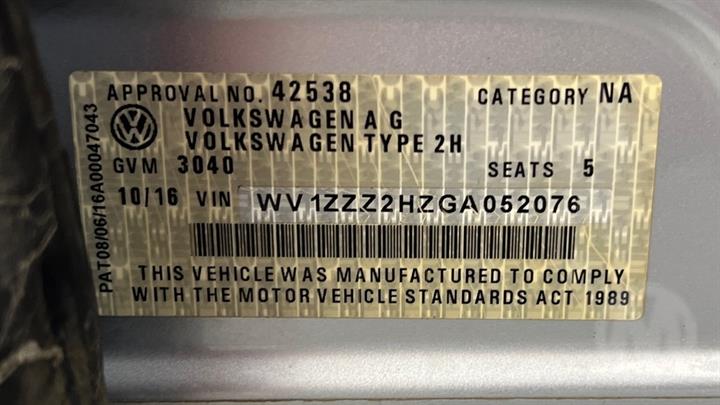 APPROVAL NO. 42538 CATEGORY NA
VOLKSWAGEN A G
VOLKSWAGEN TYPE 2H
GVM 3040 SEATS 5
10/16 VIN WV1ZZZ2HZGA052076
THIS VEHICLE WAS MANUFACTURED TO COMPLY
WITH THE MOTOR VEHICLE STANDARDS ACT 1989
PAT08/06/16A00047043